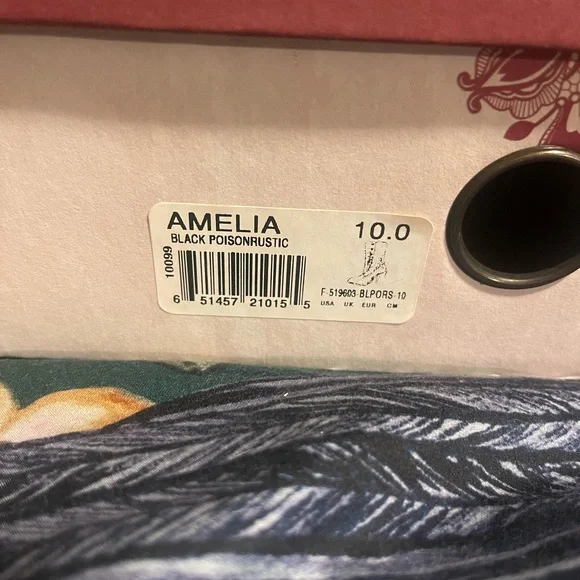 AMELIA 10.0
BLACK POISONRUSTIC
10099
6 51457 21015 5
F-519603-BLPORS-10
USA UK EUR CM